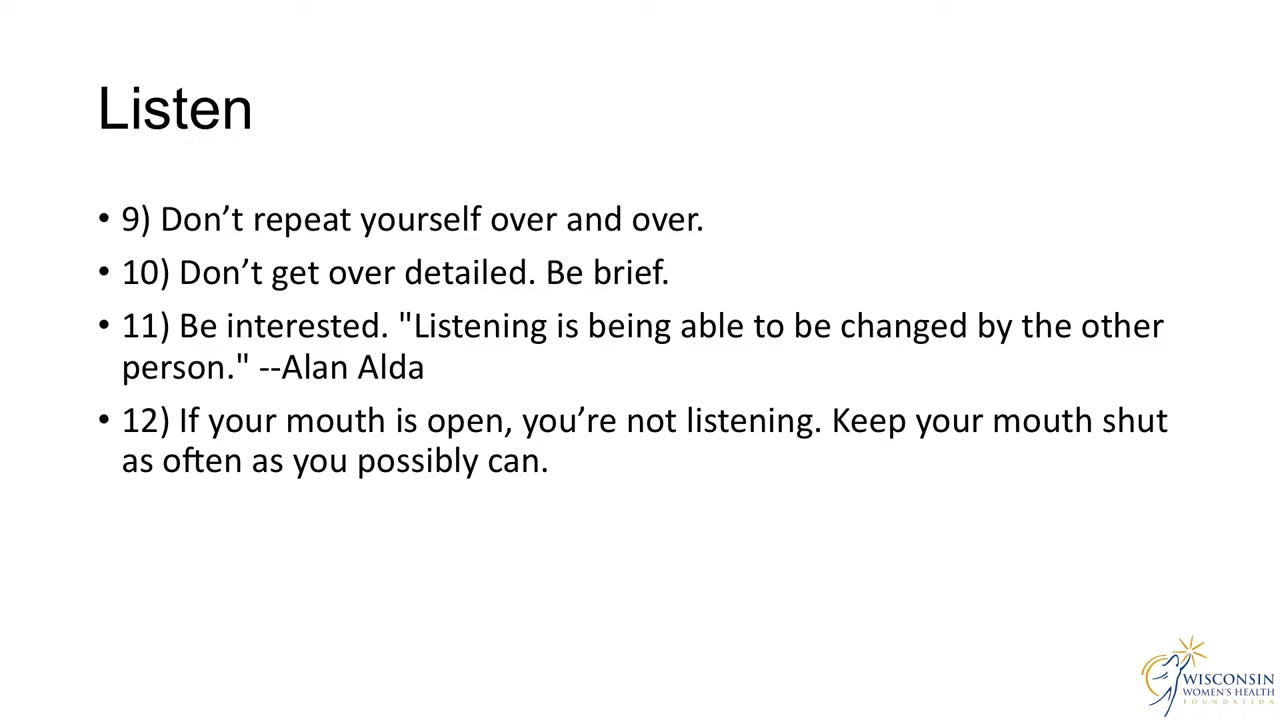 Listen
• 9) Don’t repeat yourself over and over.
• 10) Don’t get over detailed. Be brief.
• 11) Be interested. "Listening is being able to be changed by the other
person." --Alan Alda
• 12) If your mouth is open, you’re not listening. Keep your mouth shut
as often as you possibly can.
WISCONSIN
WOMEN'S HEALTH
FOUNDATION